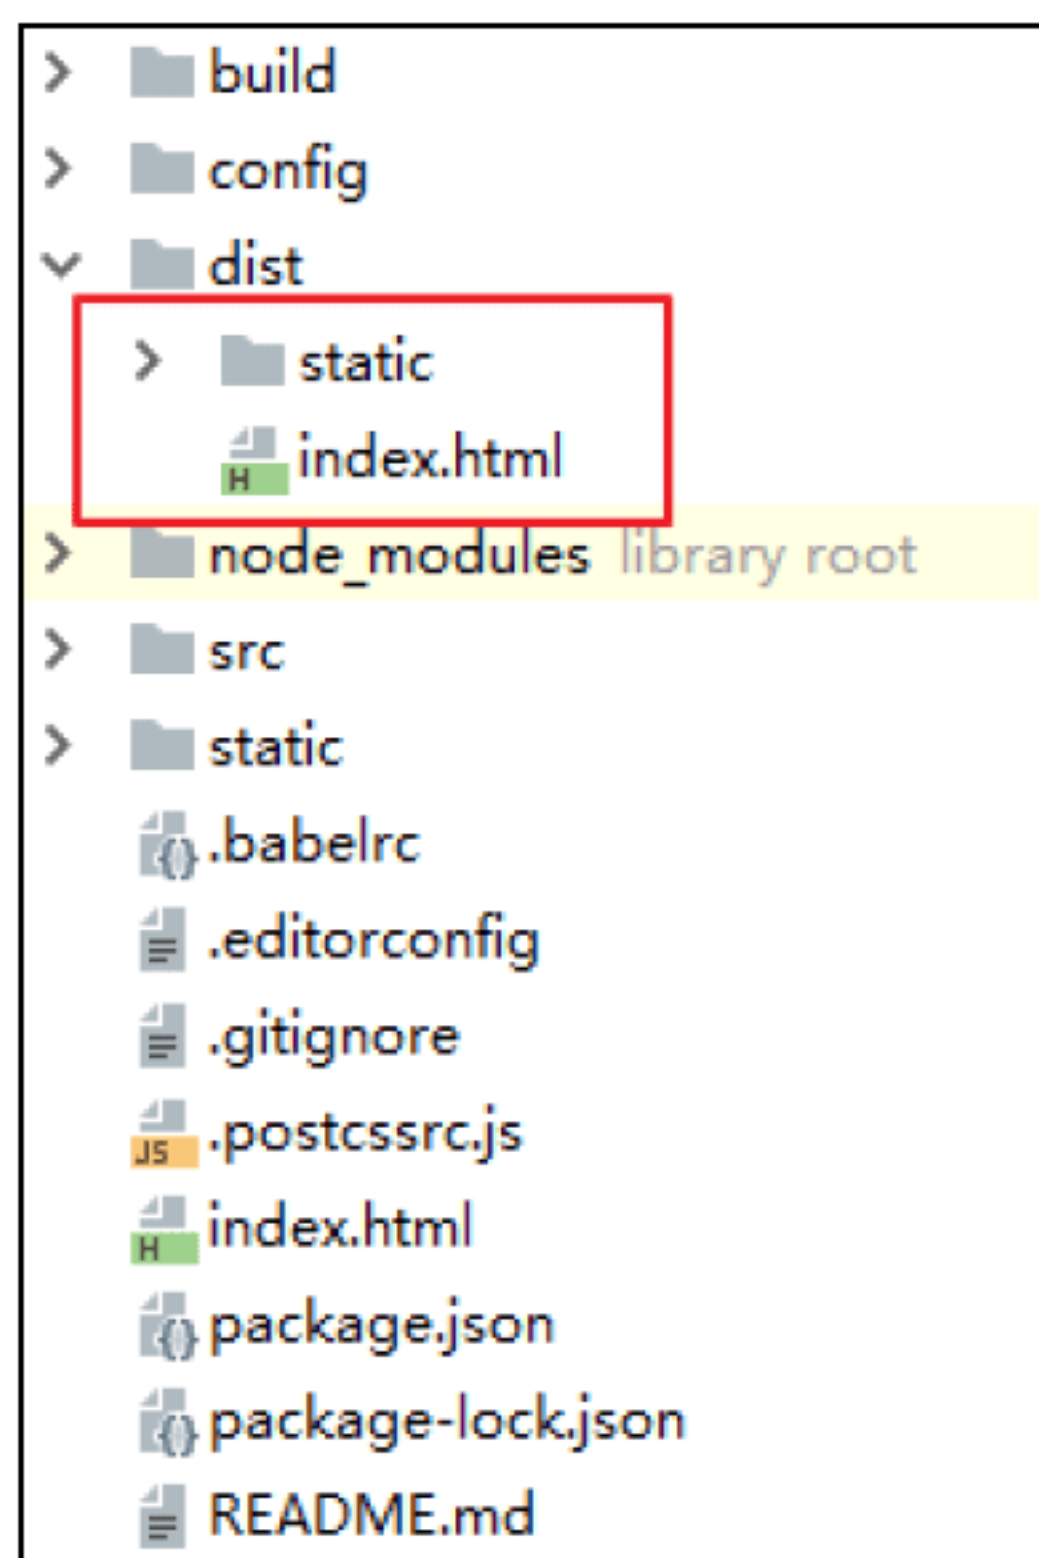 build
config
dist
static
index.html
node_modules library root
src
static
.babelrc
.editorconfig
.gitignore
.postcssrc.js
JS
index.html
package.json
package-lock.json
README.md